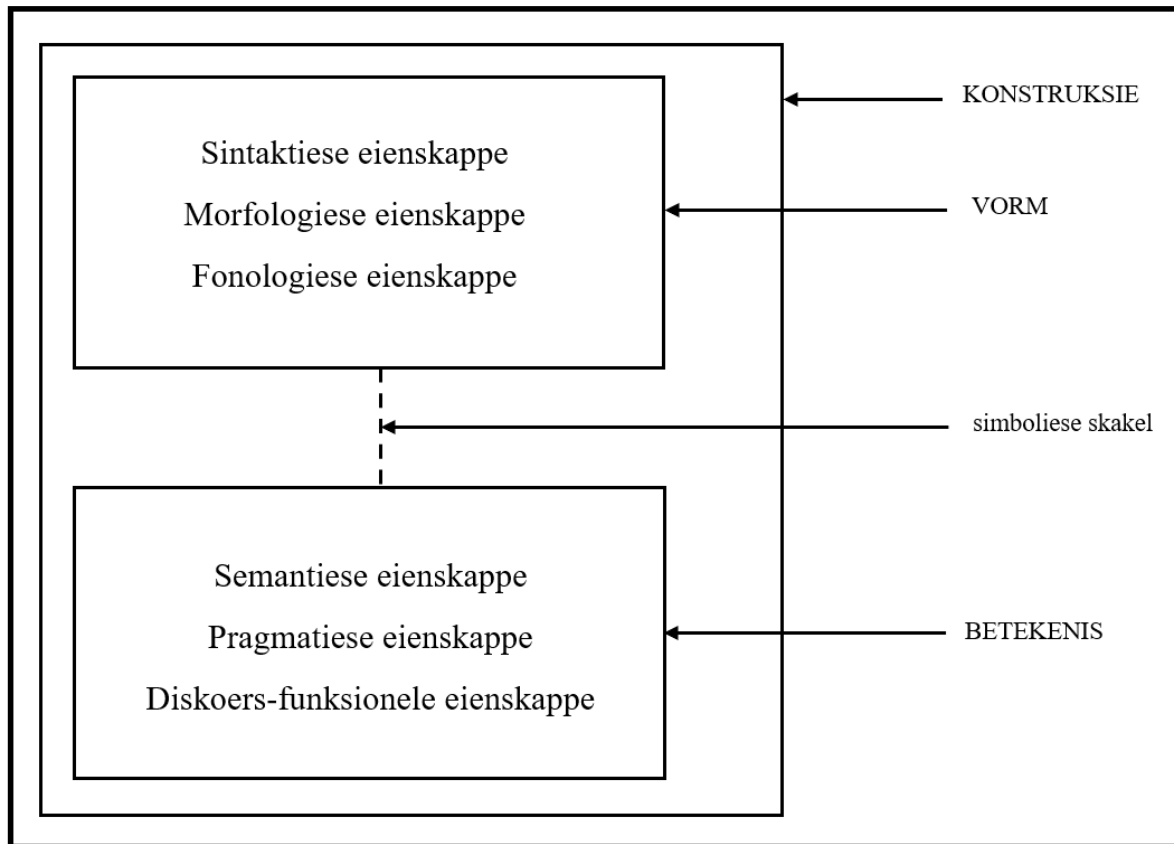 Sintaktiese eienskappe
Morfologiese eienskappe
Fonologiese eienskappe
Semantiese eienskappe
Pragmatiese eienskappe
Diskoers-funksionele eienskappe
KONSTRUKSIE
VORM
simboliese skakel
BETEKENIS